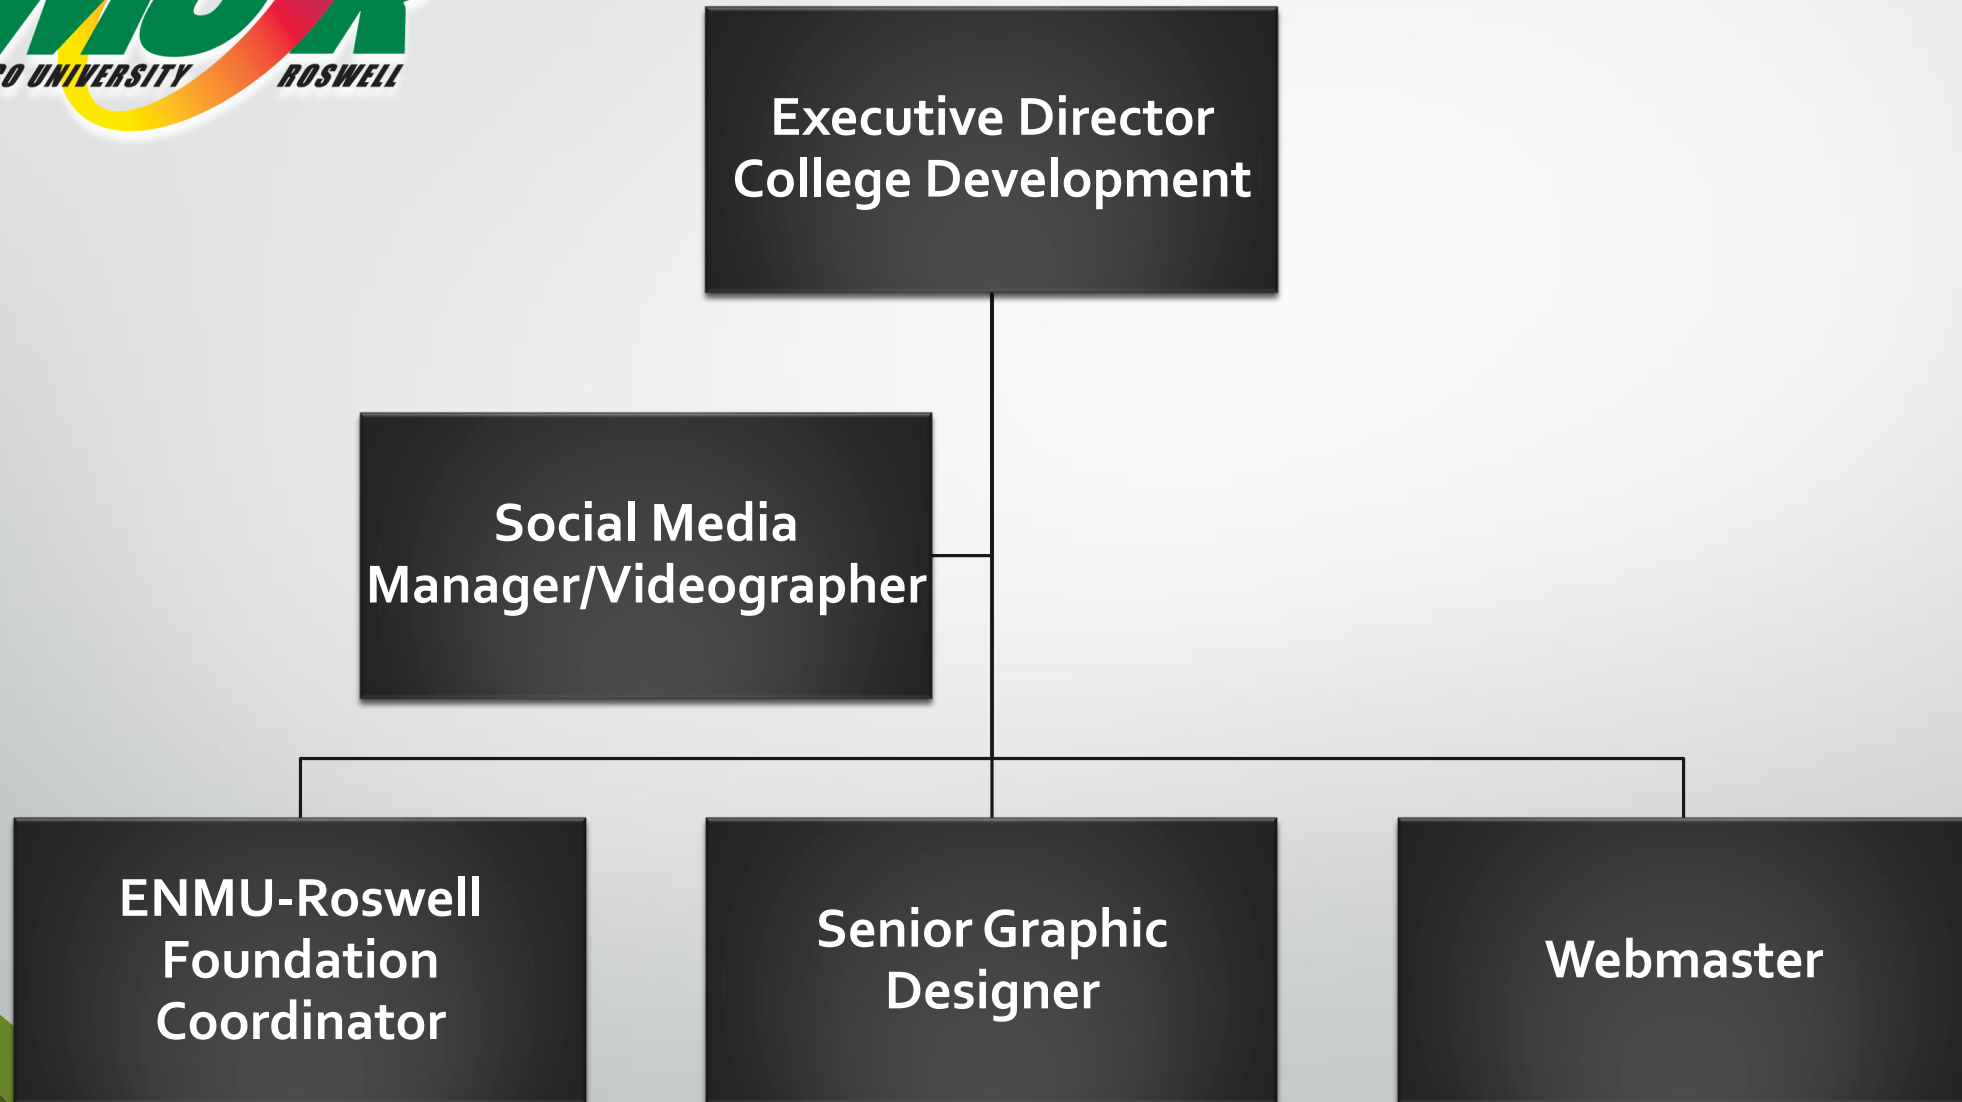 UNIVERSITY ROSWELL
Executive Director
College Development
Social Media
Manager/Videographer
ENMU-Roswell
Foundation
Coordinator
Senior Graphic
Designer
Webmaster